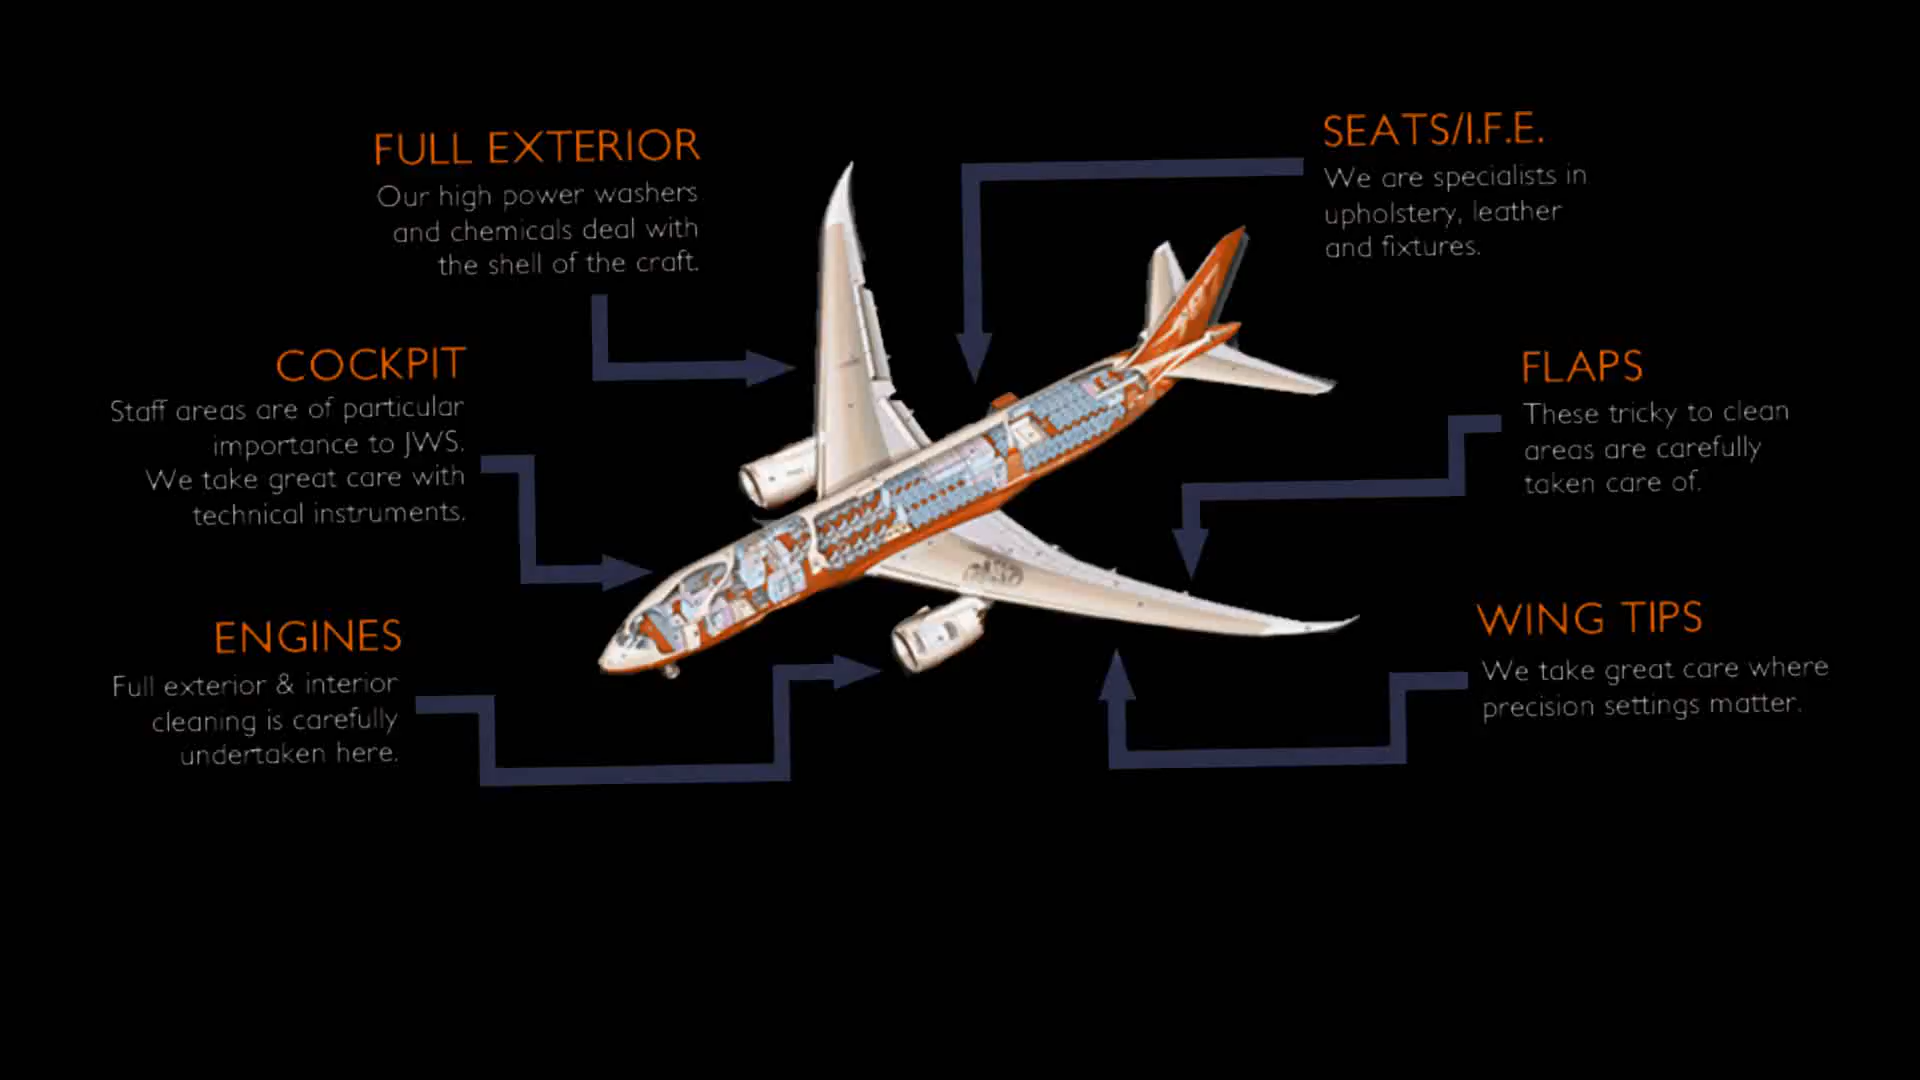 FULL EXTERIOR
Our high power washers
and chemicals deal with
the shell of the craft.
SEATS/I.F.E.
We are specialists in
upholstery, leather
and fixtures.
COCKPIT
Staff areas are of particular
importance to JWS.
We take great care with
technical instruments.
FLAPS
These tricky to clean
areas are carefully
taken care of.
ENGINES
Full exterior & interior
cleaning is carefully
undertaken here.
WING TIPS
We take great care where
precision settings matter.